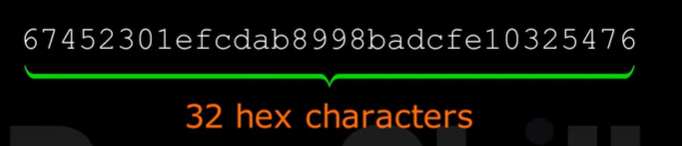 67452301efcdab8998badcfe10325476
32 hex characters